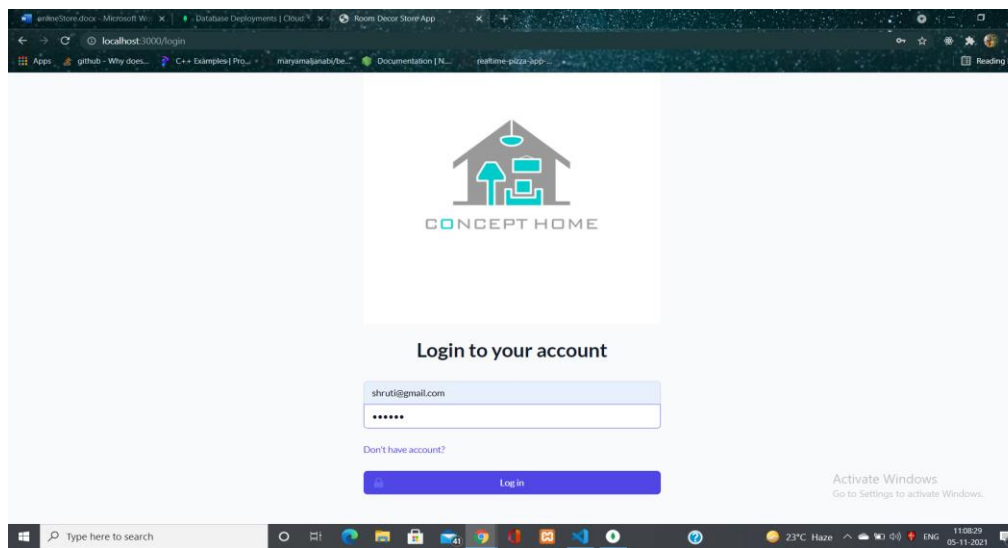 onlineStore.docx - Microsoft W
Database Deployments | Cloud
Room Decor Store App
localhost:3000/login
Apps
github - Why does...
C++ Examples | Pro...
maryamaljanabi/be...
Documentation | N...
realtime-pizza-app-...
Reading
CONCEPT HOME
Login to your account
shruti@gmail.com
••••••
Don't have account?
Log in
Activate Windows
Go to Settings to activate Windows.
Type here to search
41
23°C Haze
ENG
11:08:29
05-11-2021